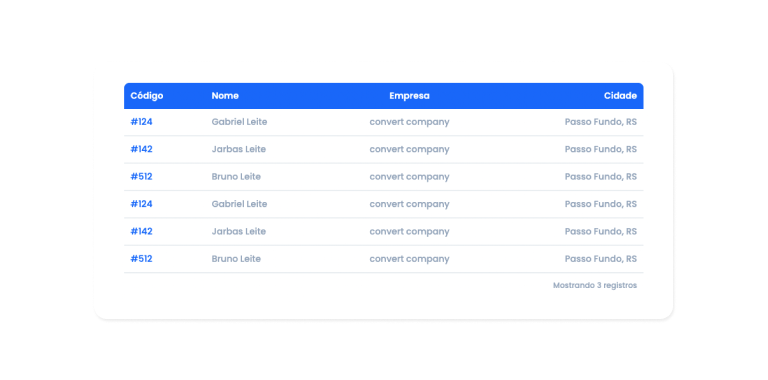 Código Nome Empresa Cidade
#124 Gabriel Leite convert company Passo Fundo, RS
#142 Jarbas Leite convert company Passo Fundo, RS
#512 Bruno Leite convert company Passo Fundo, RS
#124 Gabriel Leite convert company Passo Fundo, RS
#142 Jarbas Leite convert company Passo Fundo, RS
#512 Bruno Leite convert company Passo Fundo, RS
Mostrando 3 registros